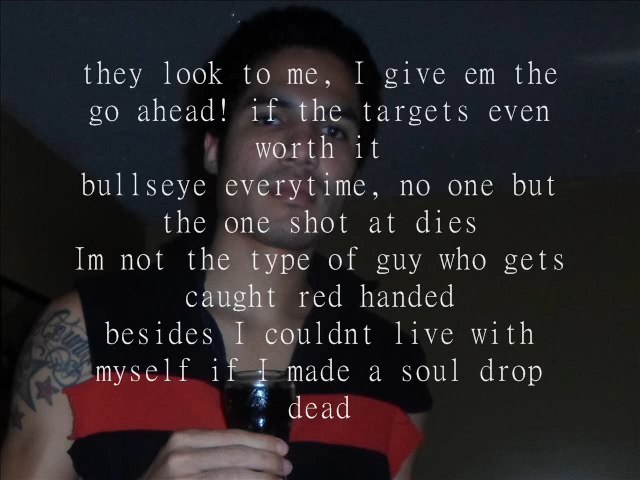 they look to me, I give em the
go ahead! if the targets even
worth it
bullseye everytime, no one but
the one shot at dies
Im not the type of guy who gets
caught red handed
besides I couldnt live with
myself if I made a soul drop
dead